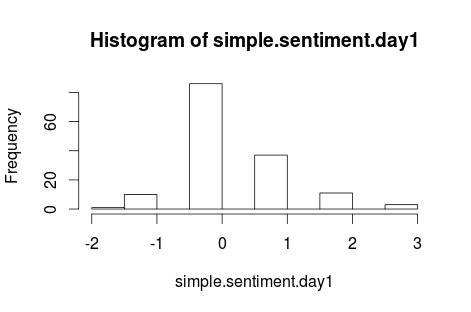 Histogram of simple.sentiment.day1
Frequency
60
20
0
-2 -1 0 1 2 3
simple.sentiment.day1